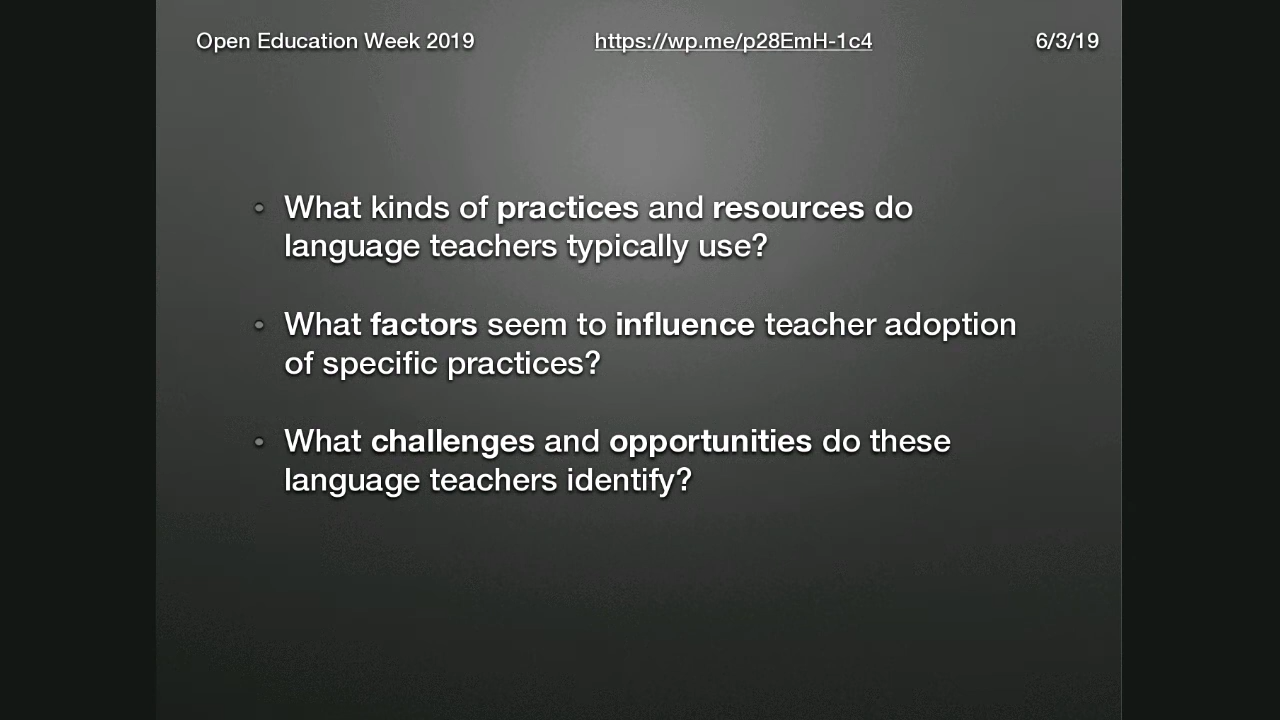 Open Education Week 2019 https://wp.me/p28EmH-1c4 6/3/19
• What kinds of practices and resources do
language teachers typically use?
• What factors seem to influence teacher adoption
of specific practices?
• What challenges and opportunities do these
language teachers identify?